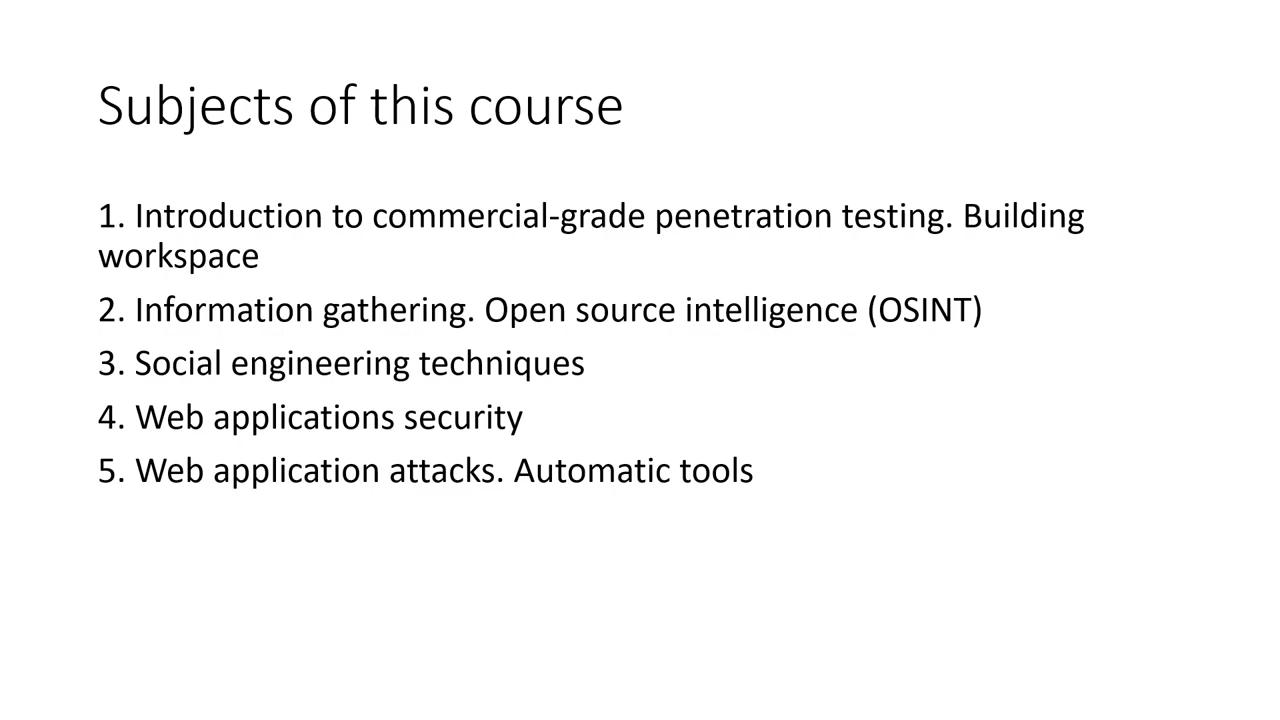 Subjects of this course
1. Introduction to commercial-grade penetration testing. Building
workspace
2. Information gathering. Open source intelligence (OSINT)
3. Social engineering techniques
4. Web applications security
5. Web application attacks. Automatic tools